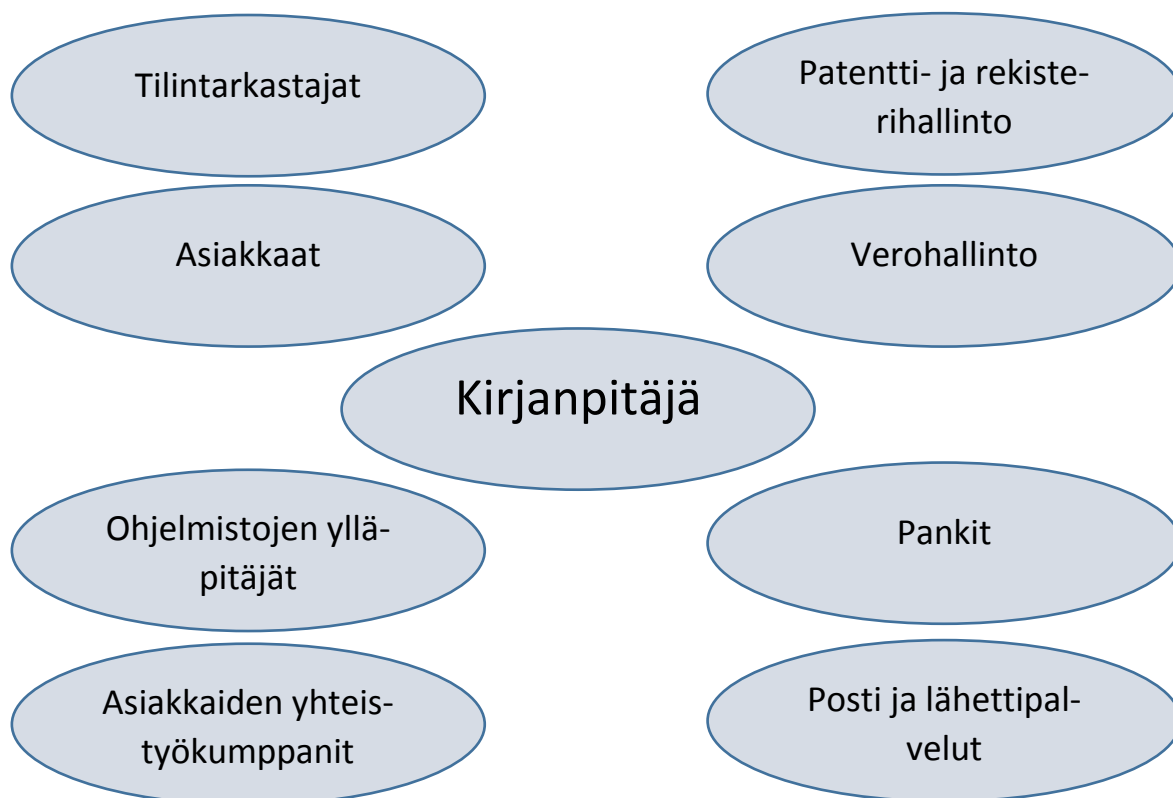 Tilintarkastajat
Patentti- ja rekiste-
rihallinto
Asiakkaat
Verohallinto
Kirjanpitäjä
Ohjelmistojen yllä-
pitäjät
Pankit
Asiakkaiden yhteis-
työkumppanit
Posti ja lähettipal-
velut